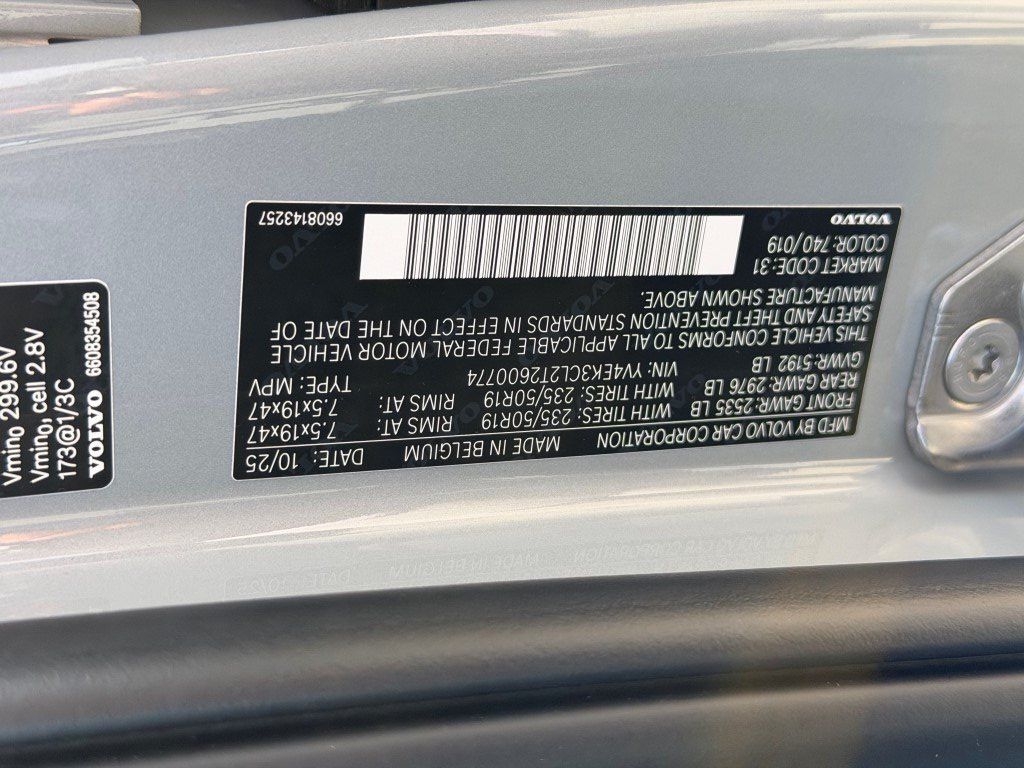 MFD BY VOLVO CAR CORPORATION MADE IN BELGIUM DATE: 10/25
FRONT GAWR: 2535 LB WITH TIRES: 235/50R19 RIMS AT: 7.5x19x47
REAR GAWR: 2976 LB WITH TIRES: 235/50R19 RIMS AT: 7.5x19x47
GVWR: 5192 LB VIN: YV4EK3CL2T2600774 TYPE: MPV
THIS VEHICLE CONFORMS TO ALL APPLICABLE FEDERAL MOTOR VEHICLE
SAFETY AND THEFT PREVENTION STANDARDS IN EFFECT ON THE DATE OF
MANUFACTURE SHOWN ABOVE.
MARKET CODE: 31
COLOR: 740/019
VOLVO 6608143257
Vmin0 299.6V
Vmin0, cell 2.8V
173@1/3C
VOLVO 6608354508